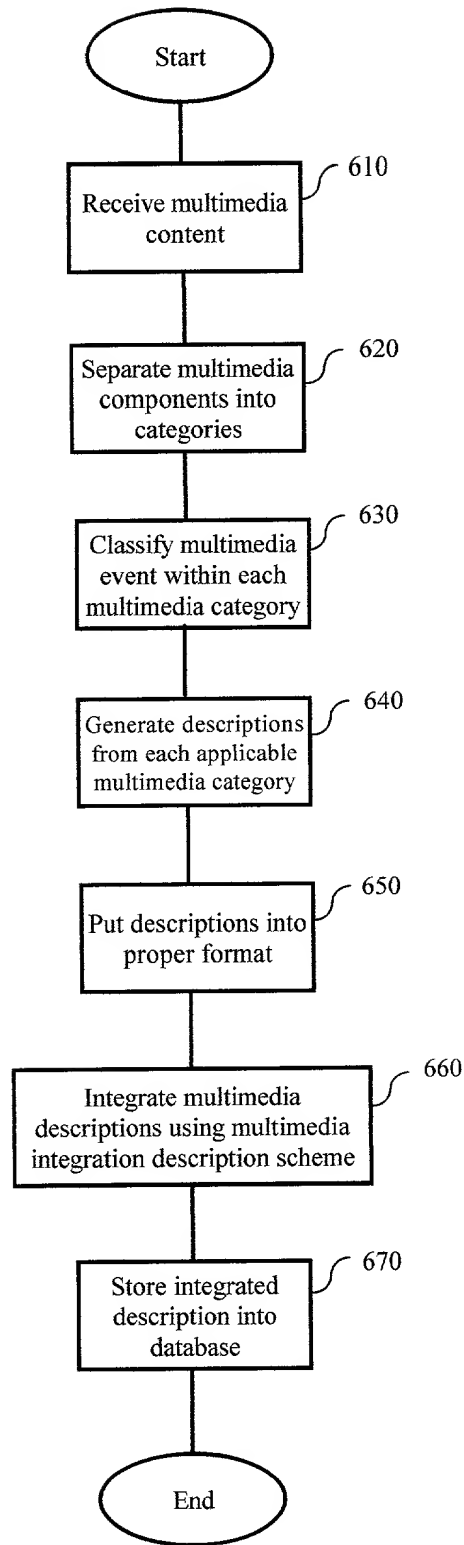 Start
610
Receive multimedia
content
620
Separate multimedia
components into
categories
630
Classify multimedia
event within each
multimedia category
640
Generate descriptions
from each applicable
multimedia category
650
Put descriptions into
proper format
660
Integrate multimedia
descriptions using multimedia
integration description scheme
670
Store integrated
description into
database
End